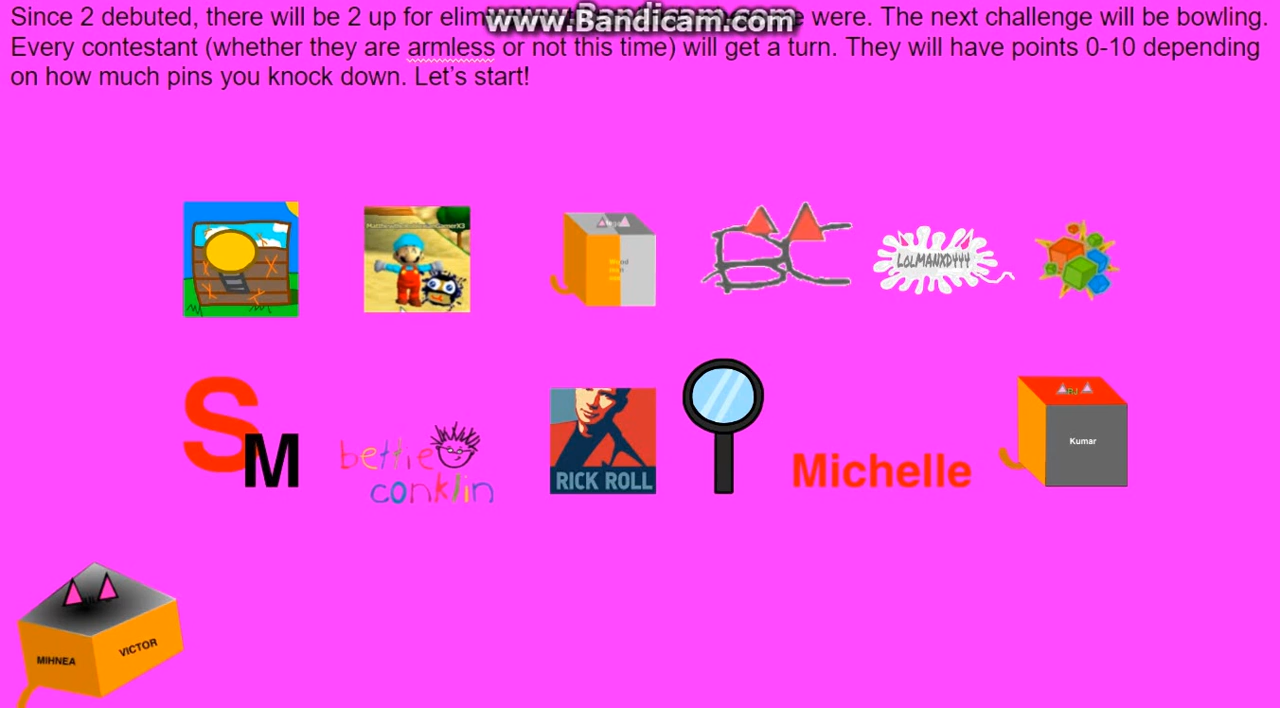 Since 2 debuted, there will be 2 up for elim were. The next challenge will be bowling.
www.Bandicam.com
Every contestant (whether they are armless or not this time) will get a turn. They will have points 0-10 depending
on how much pins you knock down. Let's start!
BC
LOLMANXDYYY
SM
bettie
conklin
RICK ROLL
Michelle
Kumar
MIHNEA
VICTOR